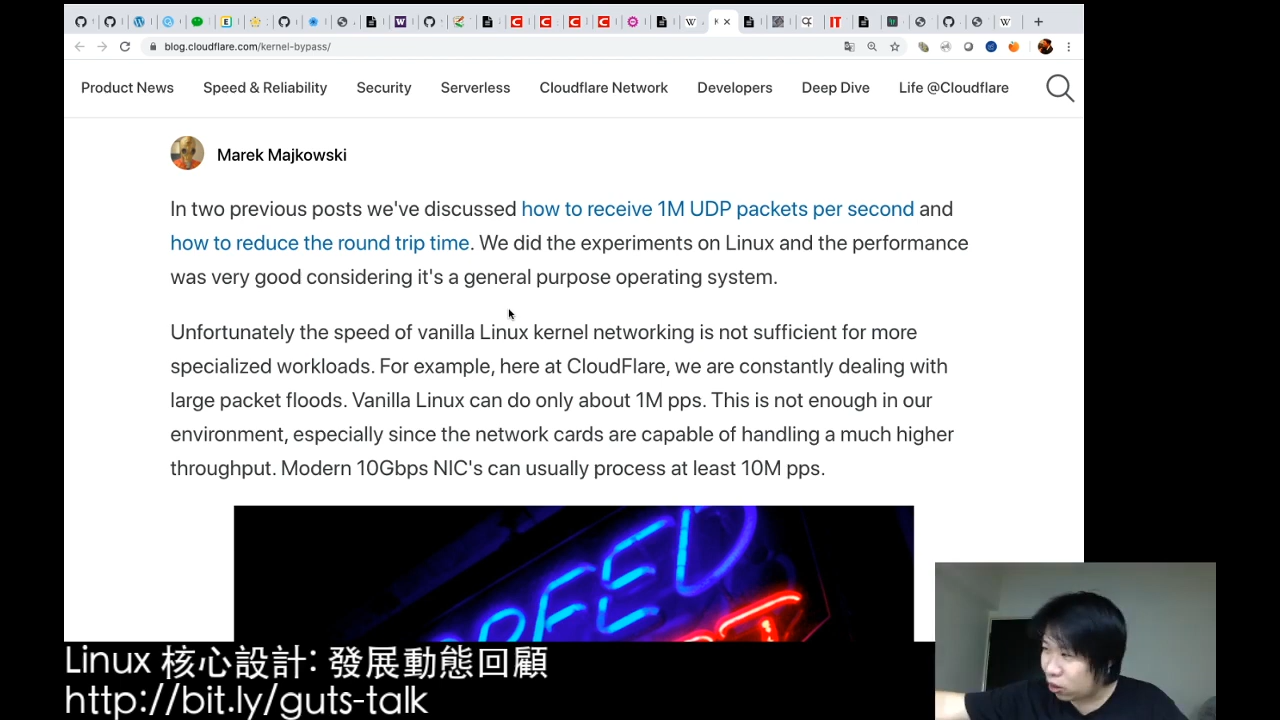 blog.cloudflare.com/kernel-bypass/
Product News Speed & Reliability Security Serverless Cloudflare Network Developers Deep Dive Life @Cloudflare
Marek Majkowski
In two previous posts we've discussed how to receive 1M UDP packets per second and
how to reduce the round trip time. We did the experiments on Linux and the performance
was very good considering it's a general purpose operating system.
Unfortunately the speed of vanilla Linux kernel networking is not sufficient for more
specialized workloads. For example, here at CloudFlare, we are constantly dealing with
large packet floods. Vanilla Linux can do only about 1M pps. This is not enough in our
environment, especially since the network cards are capable of handling a much higher
throughput. Modern 10Gbps NIC's can usually process at least 10M pps.
SPEED
Linux 核心設計: 發展動態回顧
http://bit.ly/guts-talk